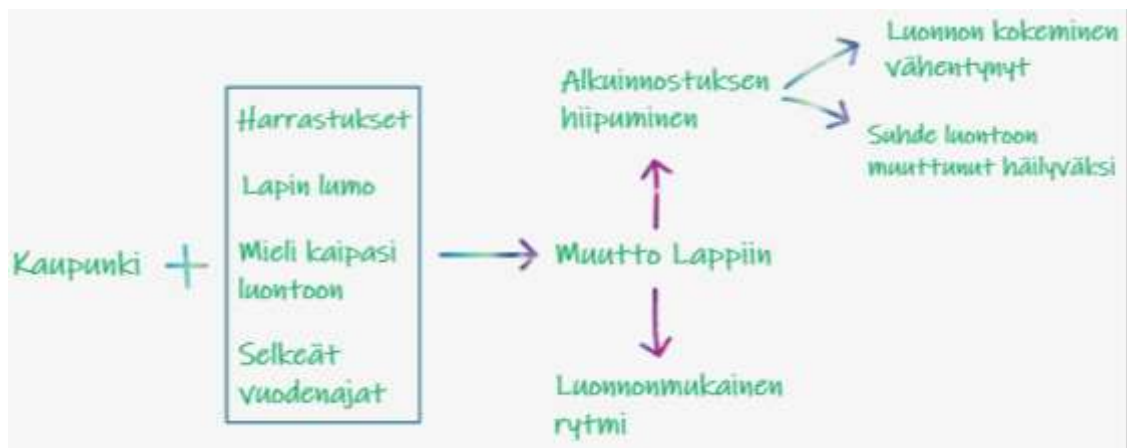 Kaupunki
+
Harrastukset
Lapin lumo
Mieli kaipasi
luontoon
Selkeät
vuodenajat
Muutto Lappiin
Alkuinnostuksen
hiipuminen
Luonnon kokeminen
vähentynyt
Suhde luontoon
muuttunut häilyväksi
Luonnonmukainen
rytmi